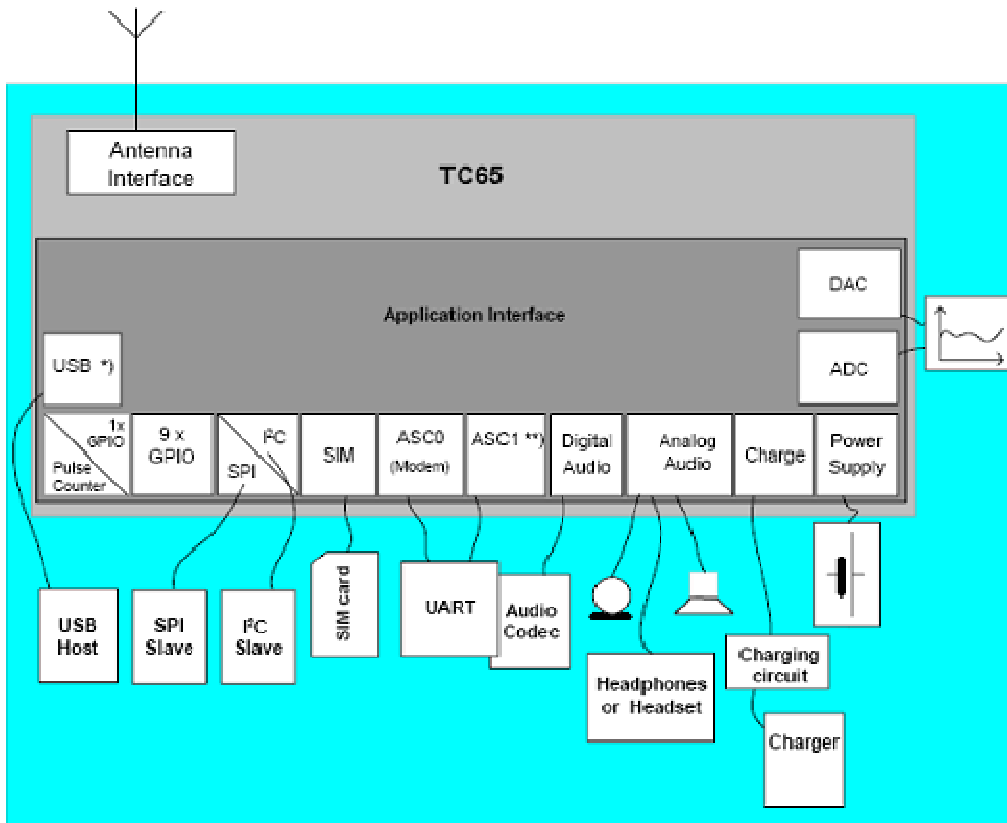 Antenna
Interface
TC65
DAC
Application Interface
USB *)
ADC
1x
GPIO
Pulse
Counter
9 x
GPIO
I²C
SPI
SIM
ASC0
(Modem)
ASC1 **)
Digital
Audio
Analog
Audio
Charge
Power
Supply
USB
Host
SPI
Slave
I²C
Slave
SIM card
UART
Audio
Codec
Headphones
or Headset
Charging
circuit
Charger